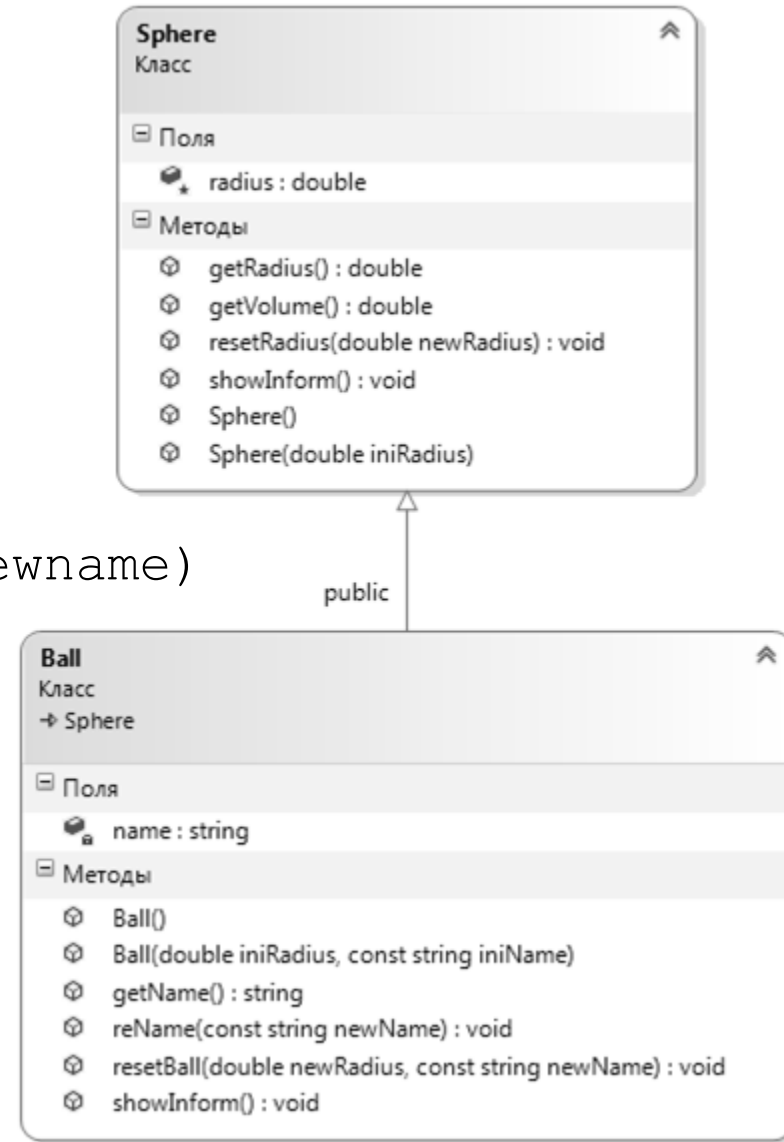 Sphere
Класс
Поля
radius : double
Методы
getRadius() : double
getVolume() : double
resetRadius(double newRadius) : void
showInform() : void
Sphere()
Sphere(double iniRadius)
ewname)
public
Ball
Класс
Sphere
Поля
name : string
Методы
Ball()
Ball(double iniRadius, const string iniName)
getName() : string
reName(const string newName) : void
resetBall(double newRadius, const string newName) : void
showInform() : void